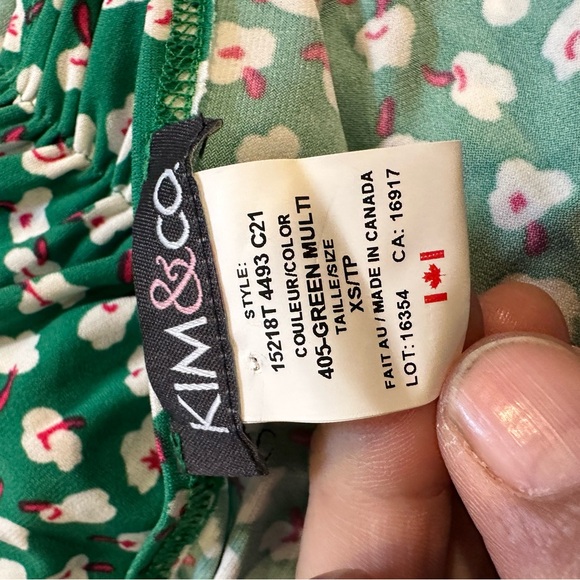 KIM&CO.
STYLE:
15218T 4493 C21
COULEUR/COLOR
405-GREEN MULTI
TAILLE/SIZE
XS/TP
FAIT AU / MADE IN CANADA
LOT: 16354 CA: 16917